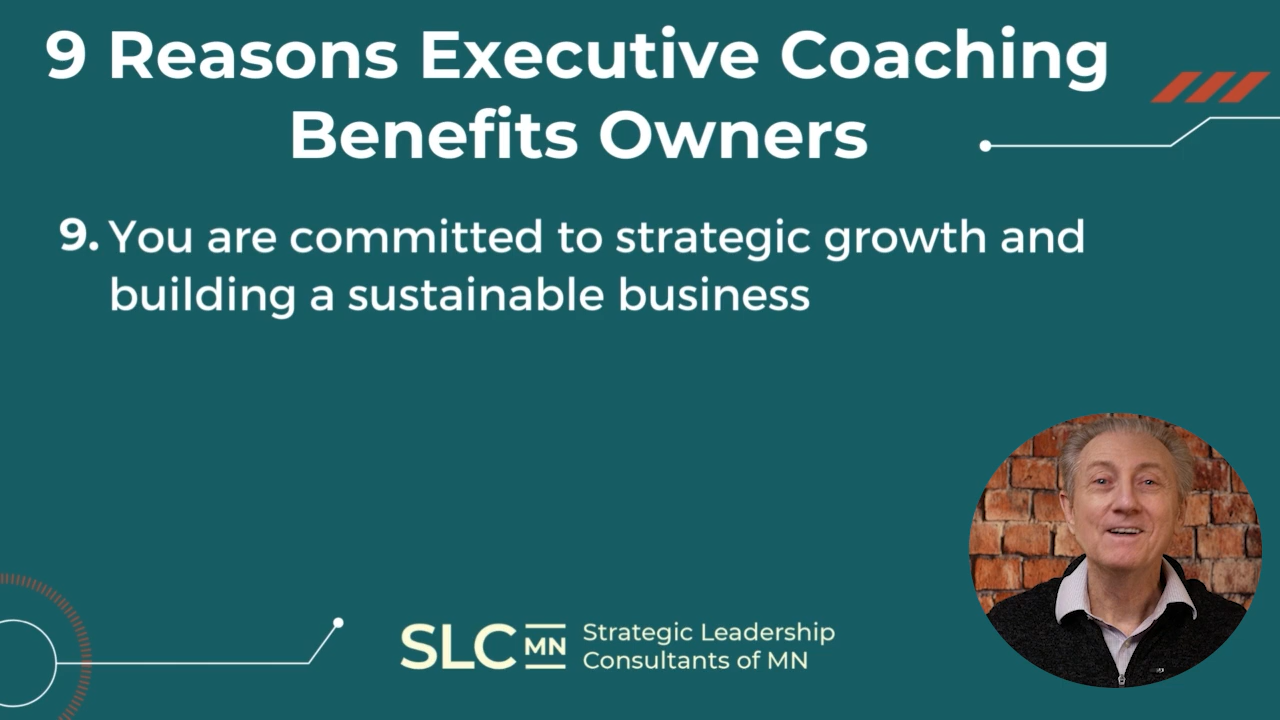 9 Reasons Executive Coaching
Benefits Owners
9. You are committed to strategic growth and
building a sustainable business
SLC MN Strategic Leadership
Consultants of MN